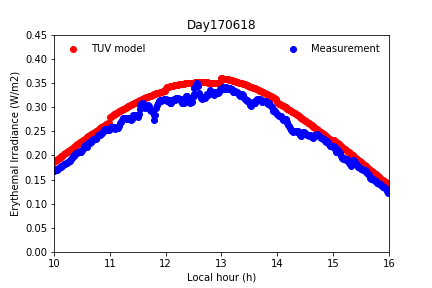 Day170618
TUV model
Measurement
Erythemal Irradiance (W/m2)
0.45
0.40
0.35
0.30
0.25
0.20
0.15
0.10
0.05
0.00
10 11 12 13 14 15 16
Local hour (h)